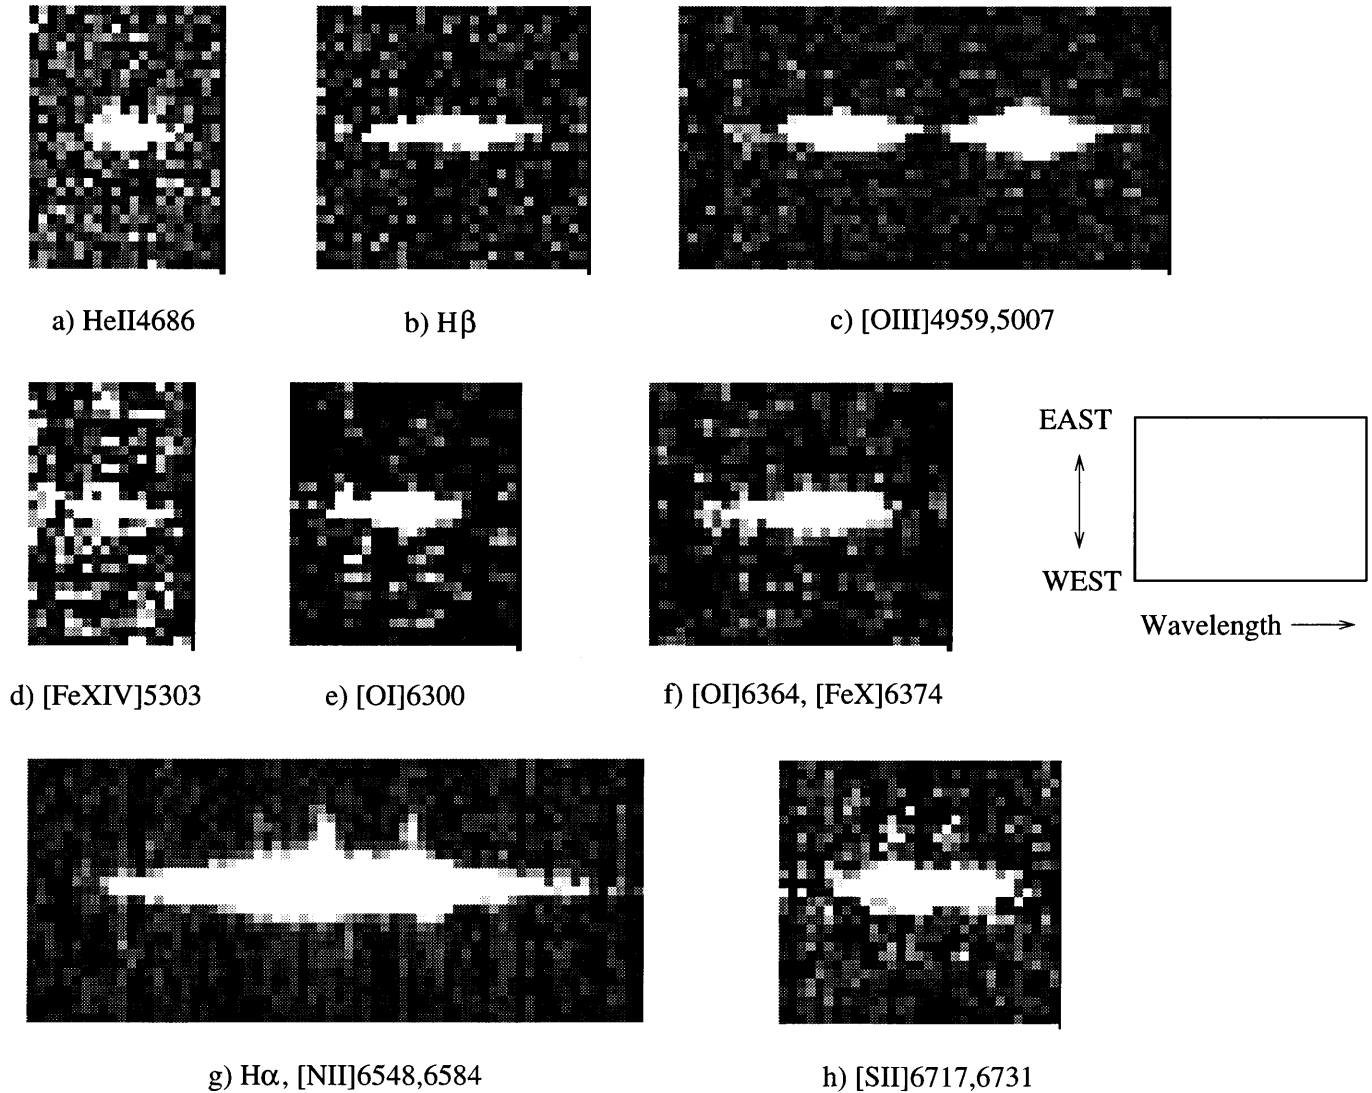 a) HeII4686
b) Hβ
c) [OIII]4959,5007
d) [FeXIV]5303
e) [OI]6300
f) [OI]6364, [FeX]6374
EAST
WEST
Wavelength
g) Hα, [NII]6548,6584
h) [SII]6717,6731